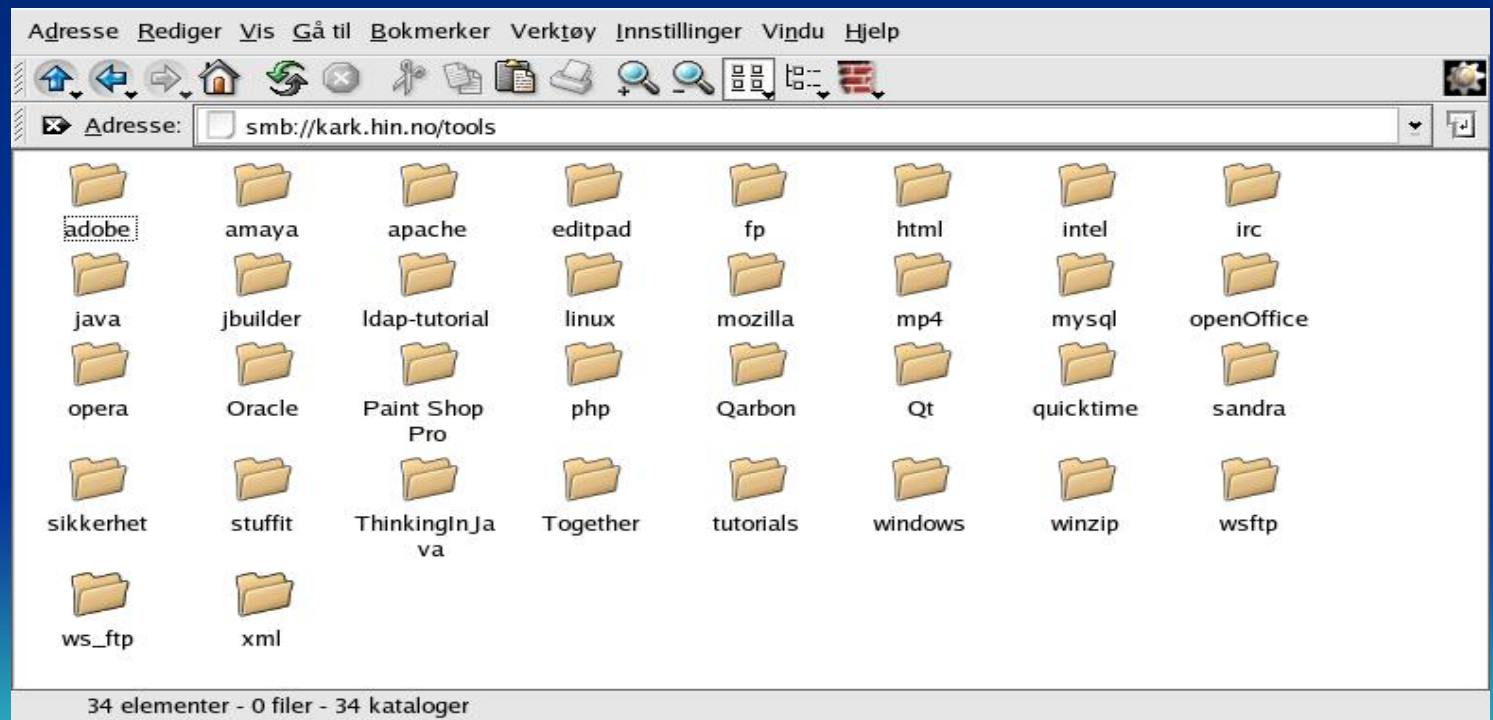 Adresse Rediger Vis Gå til Bokmerker Verktøy Innstillinger Vindu Hjelp
Adresse: smb://kark.hin.no/tools
adobe amaya apache editpad fp html intel irc
java jbuilder ldap-tutorial linux mozilla mp4 mysql openOffice
opera Oracle Paint Shop php Qarbon Qt quicktime sandra
Pro
sikkerhet stuffit ThinkingInJa Together tutorials windows winzip wsftp
va
ws_ftp xml
34 elementer - 0 filer - 34 kataloger